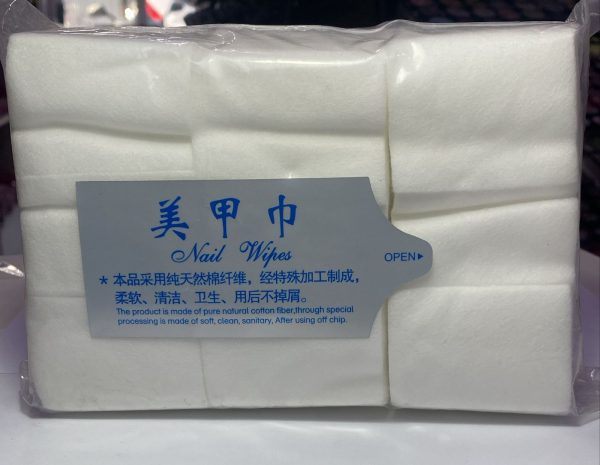 美甲巾
Nail Wipes
OPEN▶
* 本品采用纯天然棉纤维，经特殊加工制成，
柔软、清洁、卫生、用后不掉屑。
The product is made of pure natural cotton fiber,through special
processing is made of soft, clean, sanitary, After using off chip.